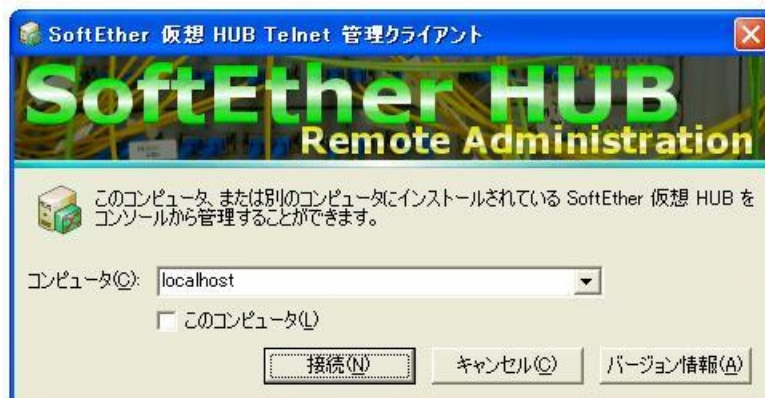 SoftEther 仮想 HUB Telnet 管理クライアント
SoftEther HUB
Remote Administration
このコンピュータ、または別のコンピュータにインストールされている SoftEther 仮想 HUB を
コンソールから管理することができます。
コンピュータ(C): localhost
このコンピュータ(L)
接続(N) キャンセル(C) バージョン情報(A)